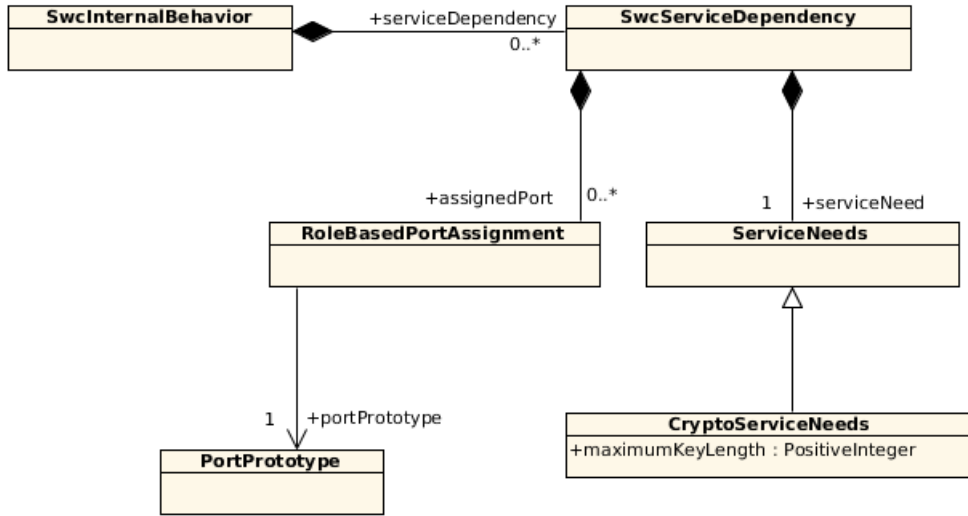 SwcInternalBehavior
+serviceDependency
0..*
SwcServiceDependency
+assignedPort
0..*
1
+serviceNeed
RoleBasedPortAssignment
ServiceNeeds
1
+portPrototype
CryptoServiceNeeds
+maximumKeyLength : PositiveInteger
PortPrototype